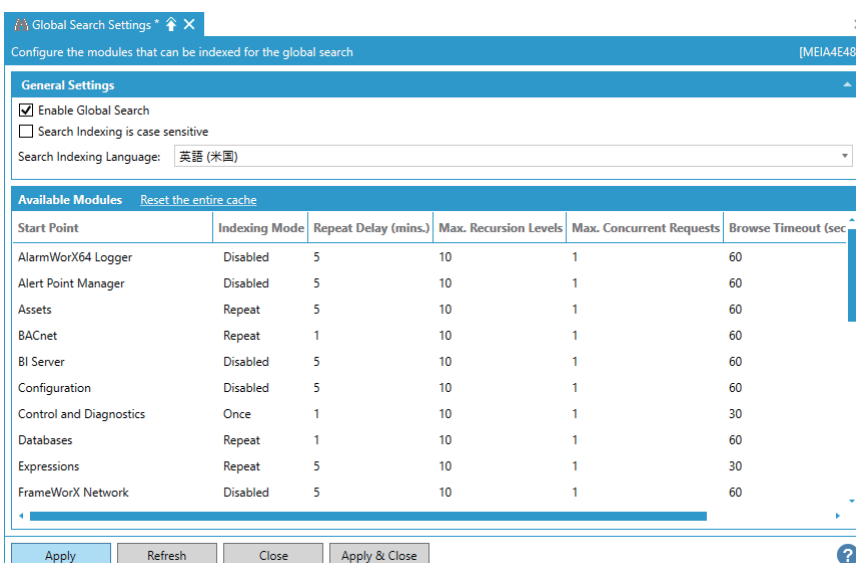 Global Search Settings *
Configure the modules that can be indexed for the global search [MEIA4E48
General Settings
Enable Global Search
Search Indexing is case sensitive
Search Indexing Language: 英語 (米国)
Available Modules Reset the entire cache
Start Point Indexing Mode Repeat Delay (mins.) Max. Recursion Levels Max. Concurrent Requests Browse Timeout (sec
AlarmWorX64 Logger Disabled 5 10 1 60
Alert Point Manager Disabled 5 10 1 60
Assets Repeat 5 10 1 60
BACnet Repeat 1 10 1 60
BI Server Disabled 5 10 1 60
Configuration Disabled 5 10 1 60
Control and Diagnostics Once 1 10 1 30
Databases Repeat 1 10 1 60
Expressions Repeat 5 10 1 30
FrameWorX Network Disabled 5 10 1 60
Apply Refresh Close Apply & Close ?